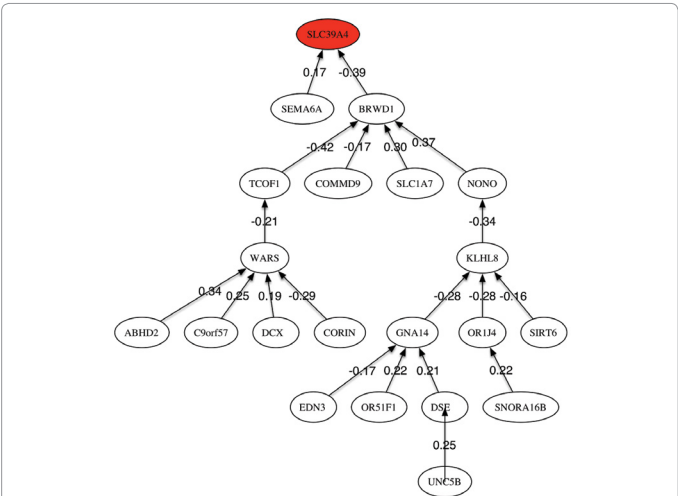 SLC39A4
0.17 -0.39
SEMA6A BRWD1
-0.42 -0.17 0.30 0.37
TCOF1 COMMD9 SLC1A7 NONO
-0.21 -0.34
WARS KLHL8
0.34 0.25 0.19 -0.29 -0.28 -0.28 -0.16
ABHD2 C9orf57 DCX CORIN GNA14 OR1J4 SIRT6
-0.17 0.22 0.21 0.22
EDN3 OR51F1 DSE SNORA16B
0.25
UNC5B